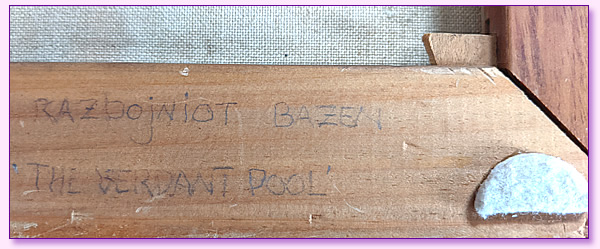 RAZbojNiOT BAZEN
'THE VERDANT POOL'